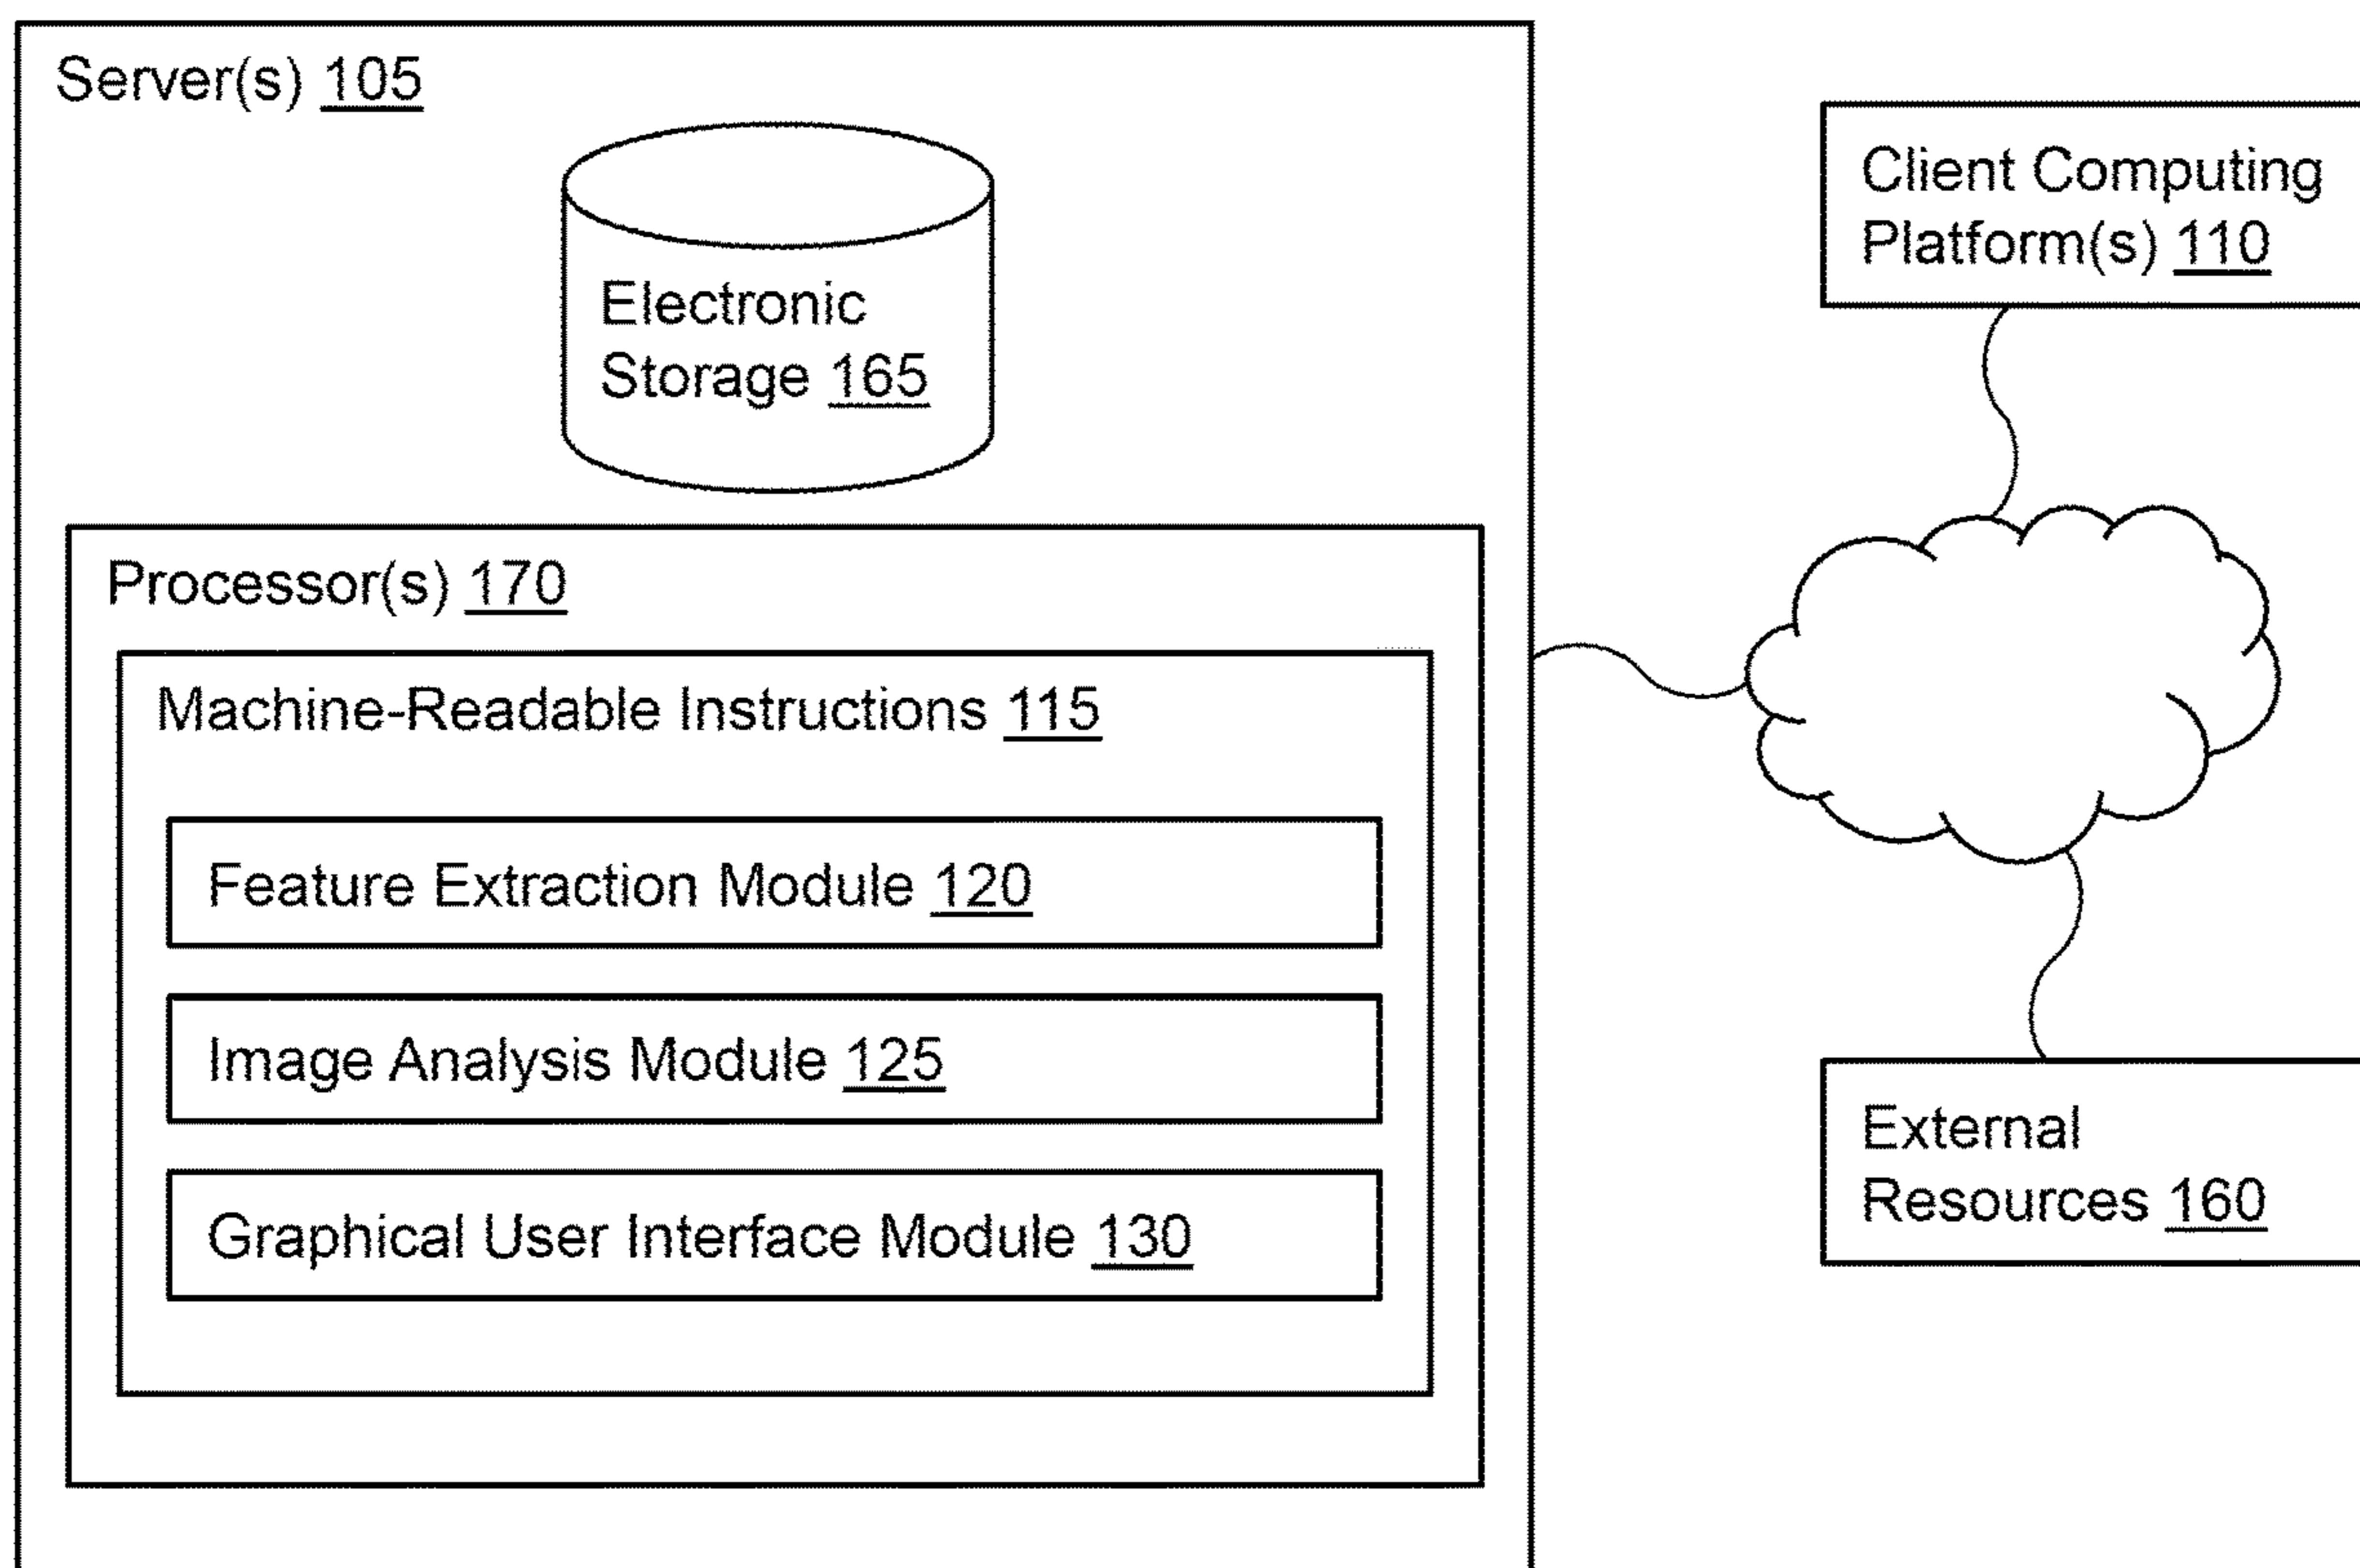 Server(s) 105
Electronic
Storage 165
Processor(s) 170
Machine-Readable Instructions 115
Feature Extraction Module 120
Image Analysis Module 125
Graphical User Interface Module 130
Client Computing
Platform(s) 110
External
Resources 160